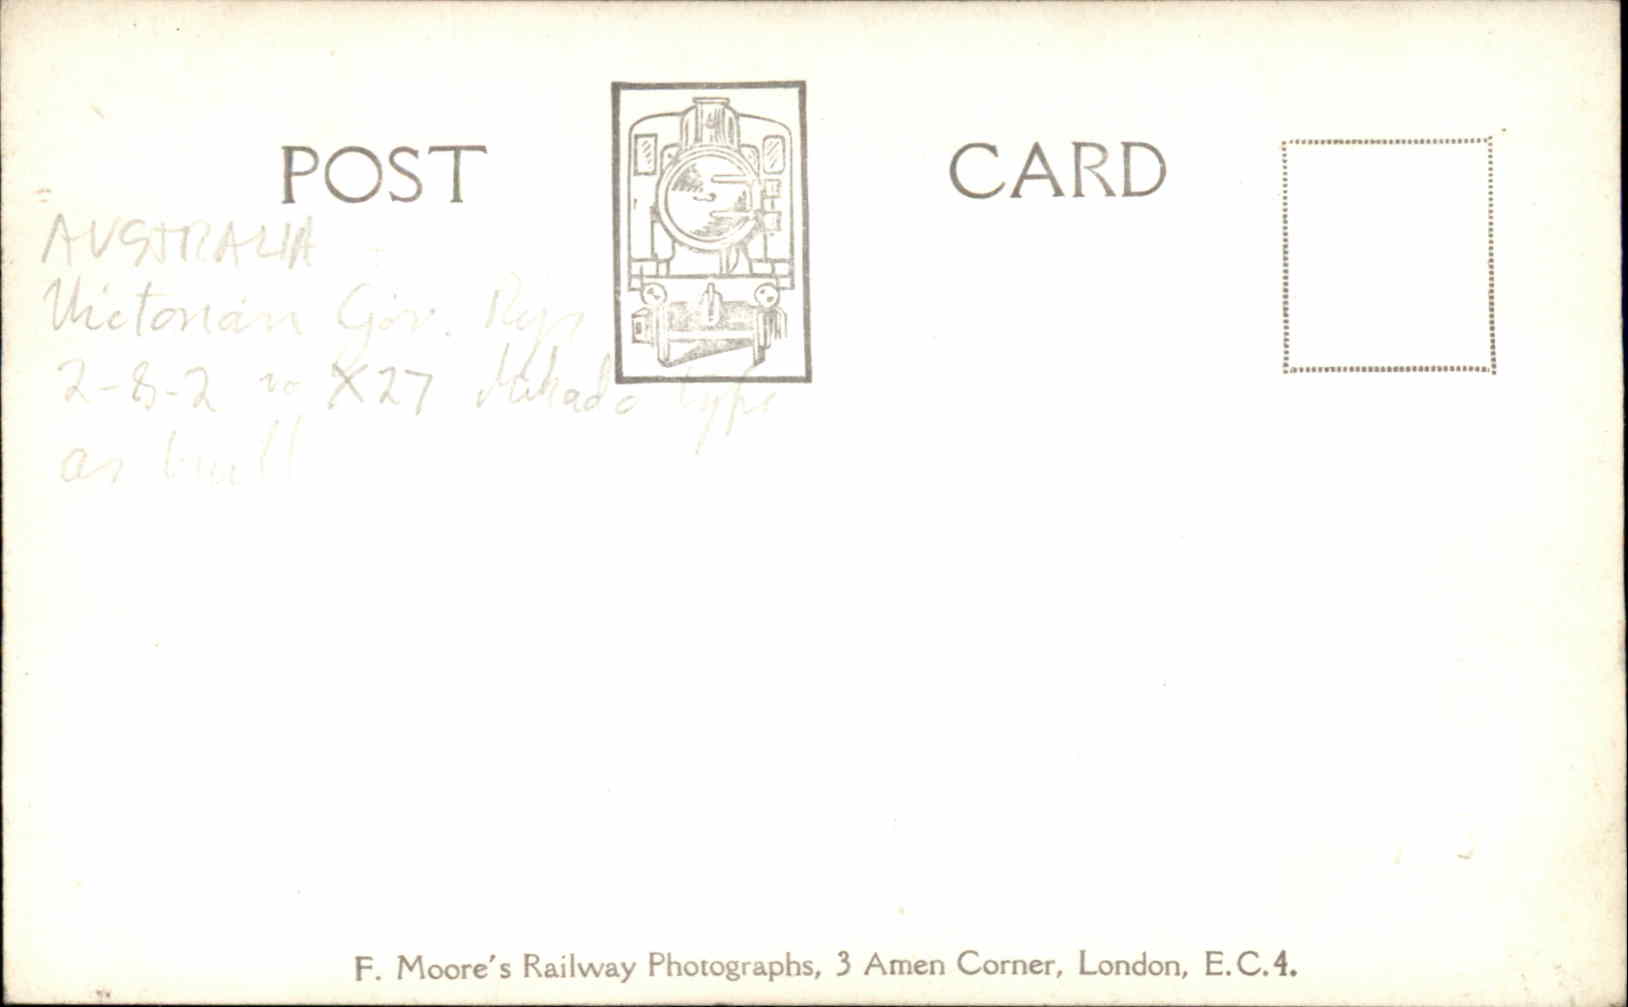 POST CARD
AUSTRALIA
Victorian Gov. Rys
2-8-2 no X27 Mikado type
as built
F. Moore's Railway Photographs, 3 Amen Corner, London, E.C.4.